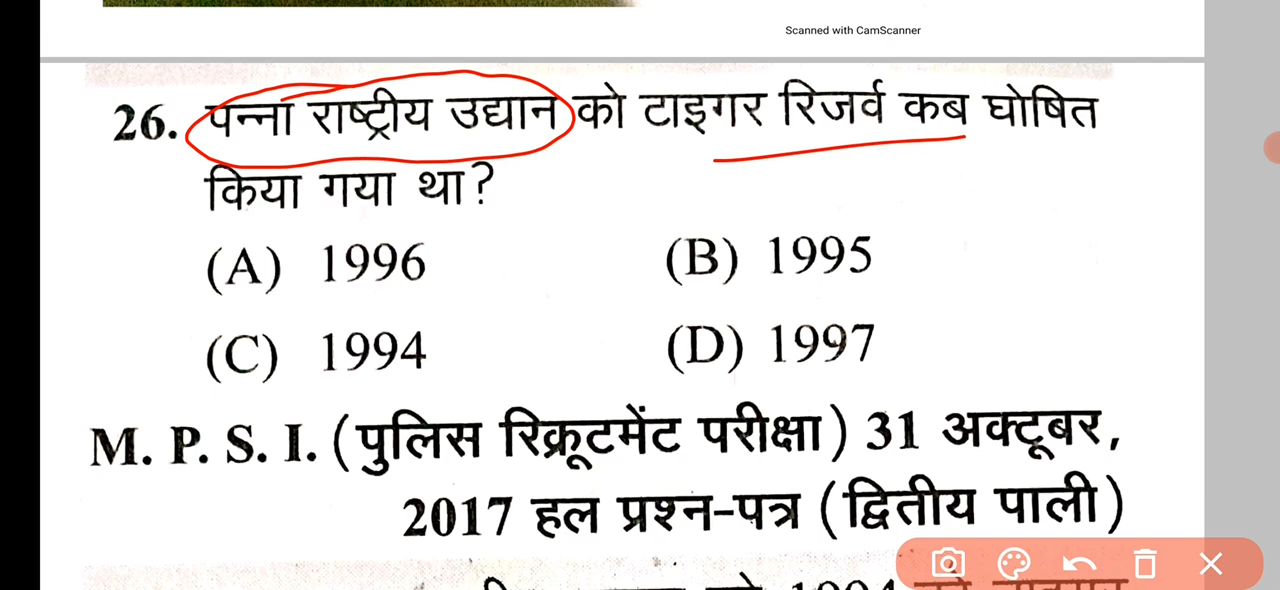 Scanned with CamScanner
26. पन्ना राष्ट्रीय उद्यान को टाइगर रिजर्व कब घोषित
किया गया था?
(A) 1996 (B) 1995
(C) 1994 (D) 1997
M. P. S. I. (पुलिस रिक्रूटमेंट परीक्षा) 31 अक्टूबर,
2017 हल प्रश्न-पत्र (द्वितीय पाली)